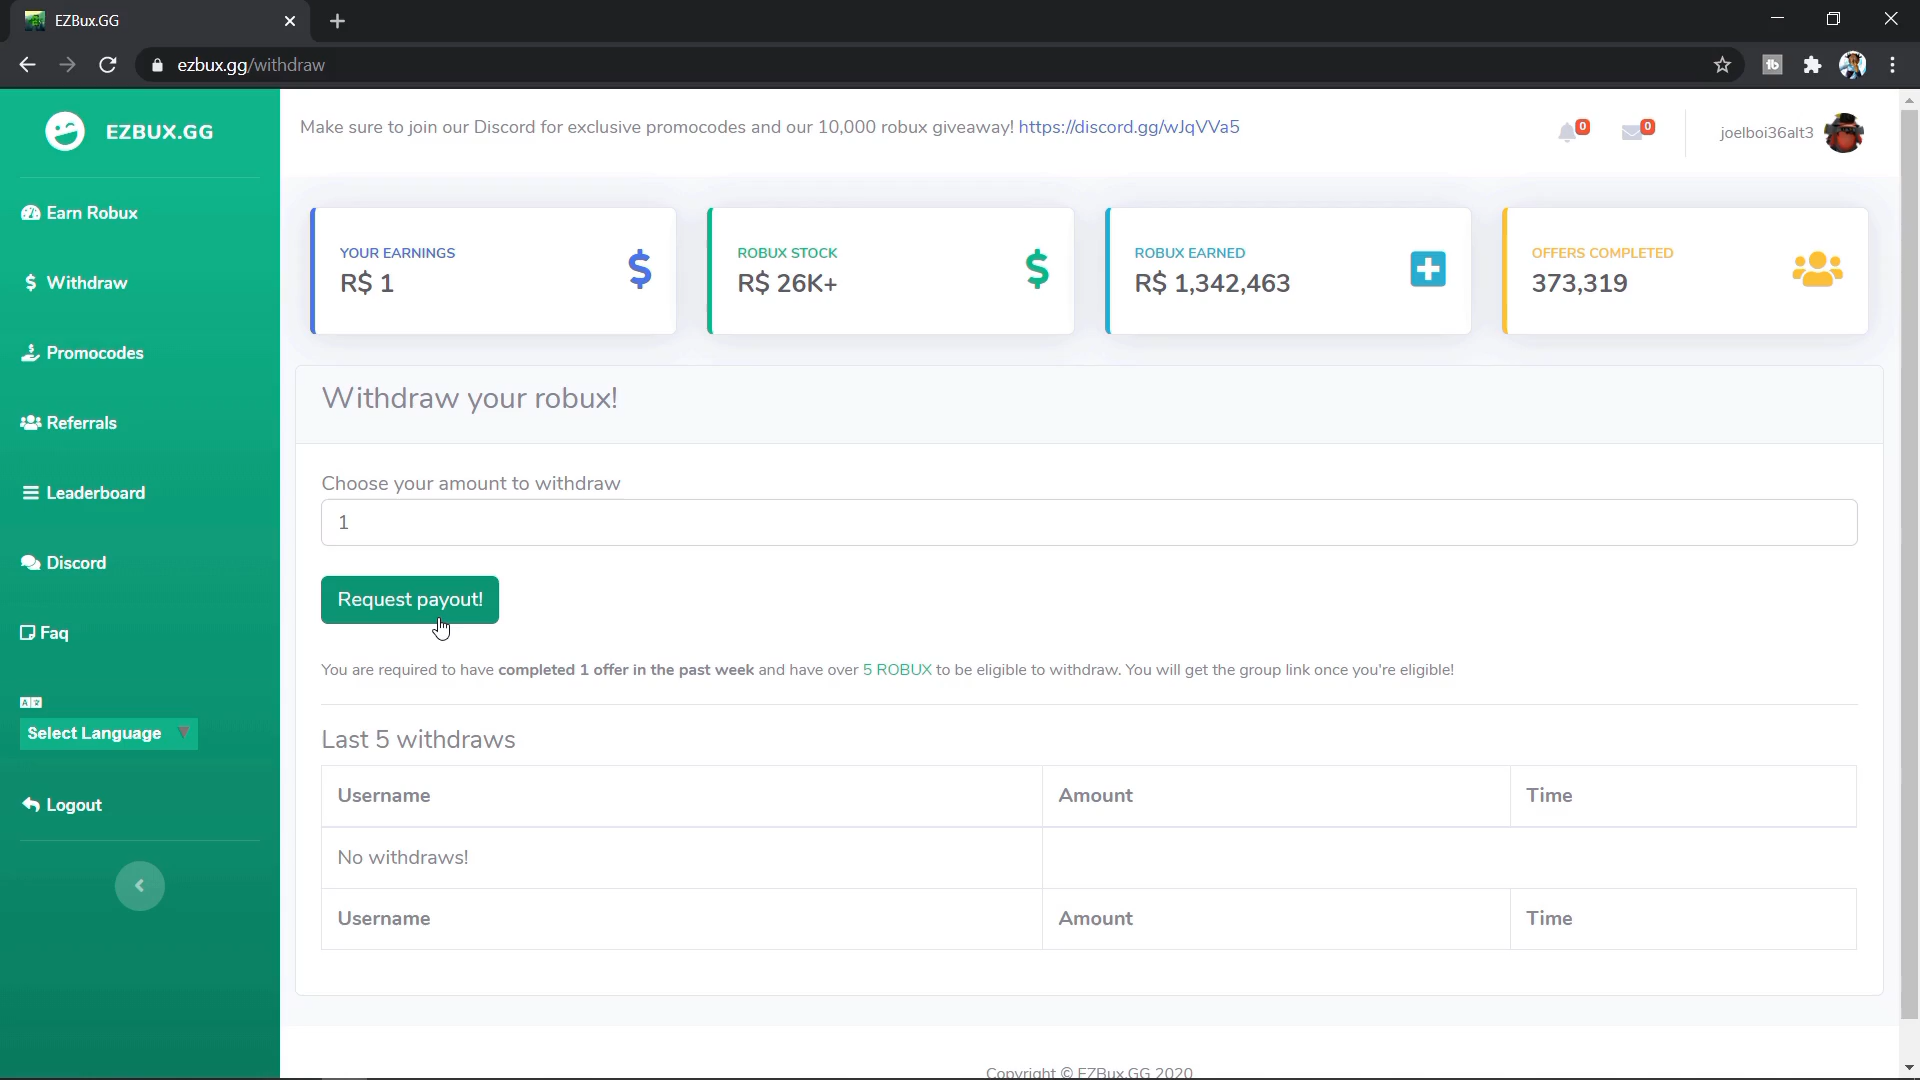 EZBux.GG
ezbux.gg/withdraw
EZBUX.GG
Make sure to join our Discord for exclusive promocodes and our 10,000 robux giveaway! https://discord.gg/wJqVVa5
0
0
joelboi36alt3
Earn Robux
Withdraw
Promocodes
Referrals
Leaderboard
Discord
Faq
Select Language ▼
Logout
YOUR EARNINGS
R$ 1
ROBUX STOCK
R$ 26K+
ROBUX EARNED
R$ 1,342,463
OFFERS COMPLETED
373,319
Withdraw your robux!
Choose your amount to withdraw
1
Request payout!
You are required to have completed 1 offer in the past week and have over 5 ROBUX to be eligible to withdraw. You will get the group link once you're eligible!
Last 5 withdraws
Username Amount Time
No withdraws!
Username Amount Time
Copyright © EZBux.GG 2020